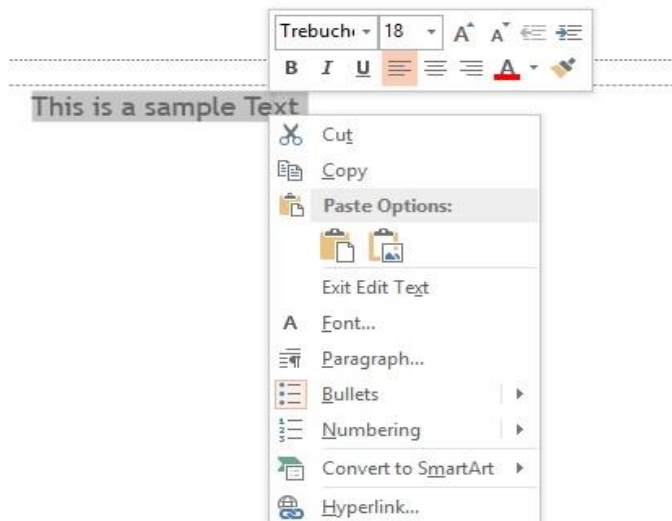 Trebuch 18 A A
B I U A
This is a sample Text
Cut
Copy
Paste Options:
Exit Edit Text
A Font...
Paragraph...
Bullets
Numbering
Convert to SmartArt
Hyperlink...